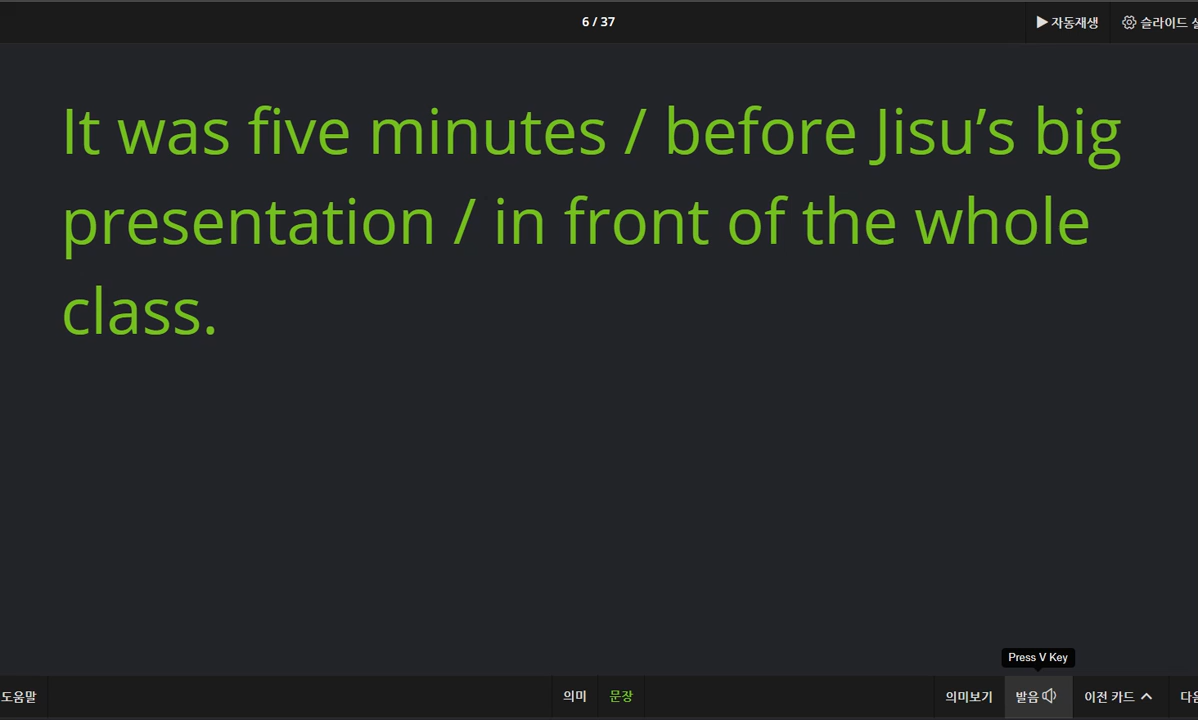 6 / 37
▶ 자동재생
슬라이드
It was five minutes / before Jisu’s big
presentation / in front of the whole
class.
Press V Key
도움말
의미
문장
의미보기
발음
이전 카드